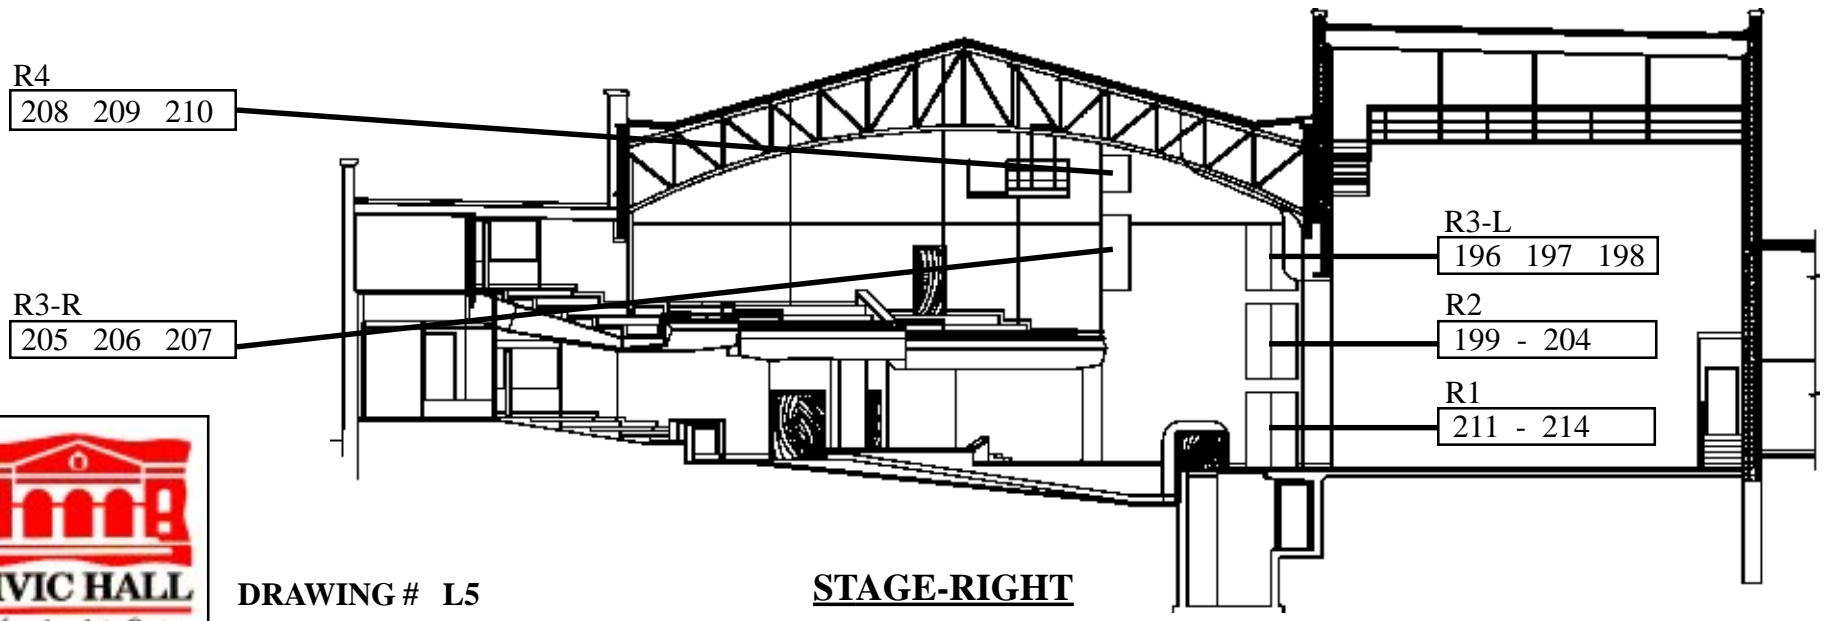 R4
208 209 210
R3-R
205 206 207
R3-L
196 197 198
R2
199 - 204
R1
211 - 214
HALL
DRAWING # L5
STAGE-RIGHT